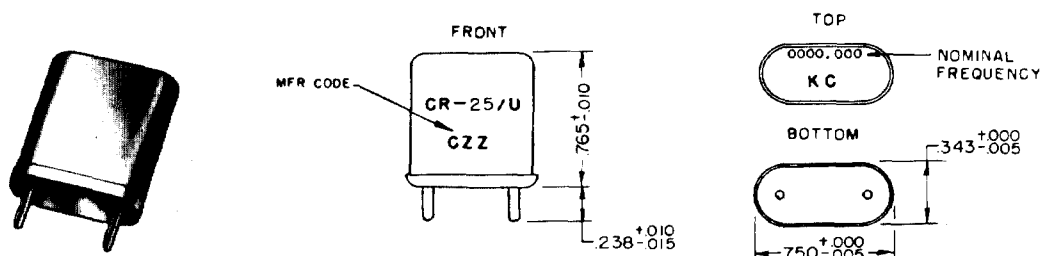 FRONT
MFR CODE
CR-25/U
CZZ
.765 +.010 -.010
.238 +.010 -.015
TOP
0000.000
KC
NOMINAL
FREQUENCY
BOTTOM
.343 +.000 -.005
.750 +.000 -.005